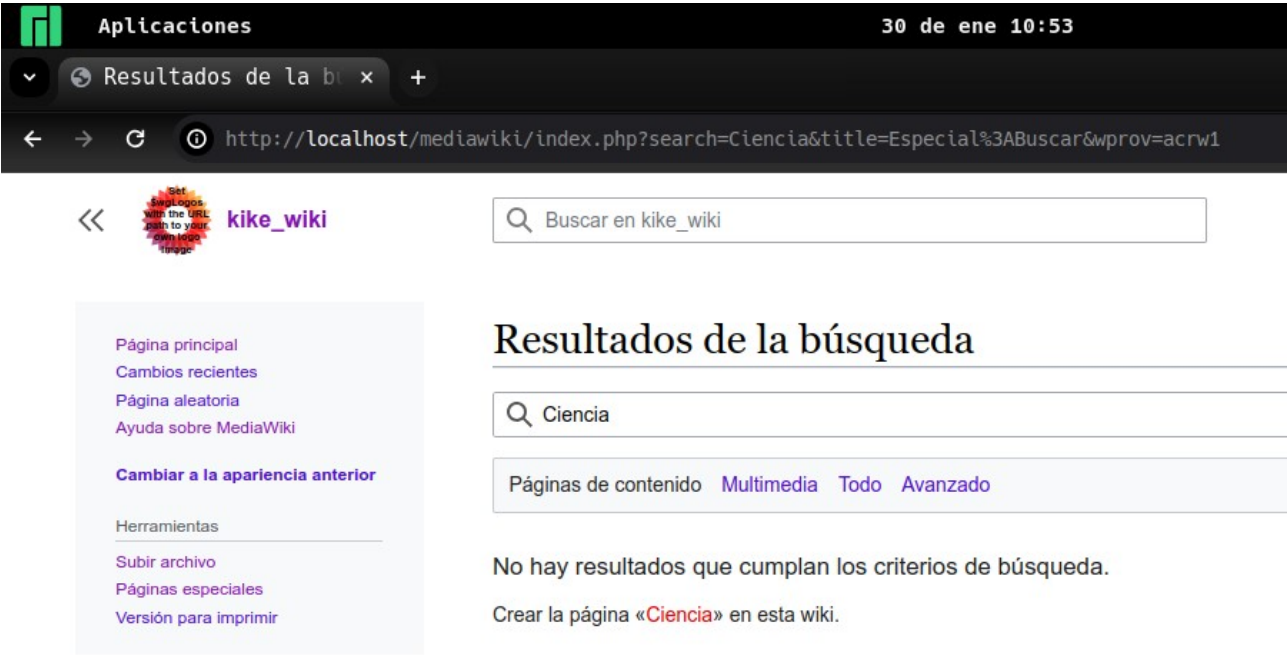 Aplicaciones 30 de ene 10:53
Resultados de la bú
http://localhost/mediawiki/index.php?search=Ciencia&title=Especial%3ABuscar&wprov=acrw1
Set
$wgLogos
with the URL
path to your
own logo
image
kike_wiki
Buscar en kike_wiki
Página principal
Cambios recientes
Página aleatoria
Ayuda sobre MediaWiki
Cambiar a la apariencia anterior
Herramientas
Subir archivo
Páginas especiales
Versión para imprimir
Resultados de la búsqueda
Ciencia
Páginas de contenido Multimedia Todo Avanzado
No hay resultados que cumplan los criterios de búsqueda.
Crear la página «Ciencia» en esta wiki.